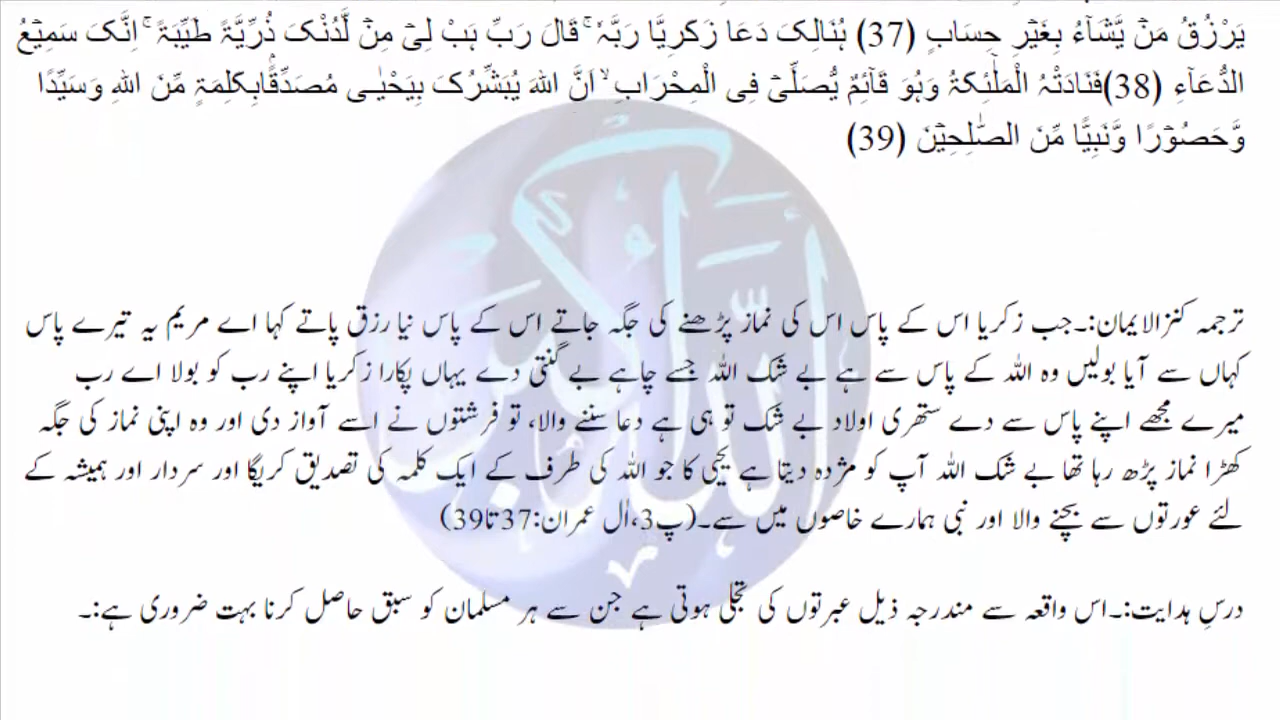 یَرْزُقُ مَنْ یَّشَآءُ بِغَیْرِ حِسَابٍ (37) ہُنَالِکَ دَعَا زَکَرِیَّا رَبَّہٗ ۚ قَالَ رَبِّ ہَبْ لِیْ مِنْ لَّدُنْکَ ذُرِّیَّۃً طَیِّبَۃً ۚ اِنَّکَ سَمِیْعُ
الدُّعَآءِ (38)فَنَادَتْہُ الْمَلٰٓئِکَۃُ وَہُوَ قَآئِمٌ یُّصَلِّیْ فِی الْمِحْرَابِ ۙ اَنَّ اللہَ یُبَشِّرُکَ بِیَحْیٰـی مُصَدِّقًۢابِکَلِمَۃٍ مِّنَ اللہِ وَسَیِّدًا
وَّحَصُوْرًا وَّنَبِیًّا مِّنَ الصّٰلِحِیْنَ (39)
ترجمہ کنزالایمان:۔جب زکریا اس کے پاس اس کی نماز پڑھنے کی جگہ جاتے اس کے پاس نیا رزق پاتے کہا اے مریم یہ تیرے پاس
کہاں سے آیا بولیں وہ اللہ کے پاس سے ہے بے شک اللہ جسے چاہے بے گنتی دے یہاں پکارا زکریا اپنے رب کو بولا اے رب
میرے مجھے اپنے پاس سے دے ستھری اولاد بے شک تو ہی ہے دعا سننے والا، تو فرشتوں نے اسے آواز دی اور وہ اپنی نماز کی جگہ
کھڑا نماز پڑھ رہا تھا بے شک اللہ آپ کو مژدہ دیتا ہے یحیی کا جو اللہ کی طرف کے ایک کلمہ کی تصدیق کریگا اور سردار اور ہمیشہ کے
لئے عورتوں سے بچنے والا اور نبی ہمارے خاصوں میں سے۔(پ3،اٰل عمران:37تا39)
درسِ ہدایت:۔اس واقعہ سے مندرجہ ذیل عبرتوں کی تجلی ہوتی ہے جن سے ہر مسلمان کو سبق حاصل کرنا بہت ضروری ہے:۔
اللہ اکبر